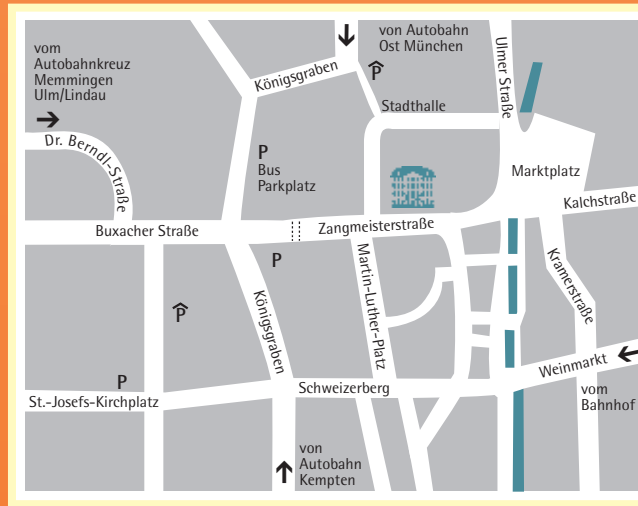 vom
Autobahnkreuz
Memmingen
Ulm/Lindau
von Autobahn
Ost München
Ulmer Straße
Königsgraben
P
Stadthalle
Dr. Berndl-Straße
P
Bus
Parkplatz
Marktplatz
Kalchstraße
Buxacher Straße
Zangmeisterstraße
P
Martin-Luther-Platz
Kramerstraße
Königsgraben
P
Weinmarkt
P
Schweizerberg
St.-Josefs-Kirchplatz
vom
Bahnhof
von
Autobahn
Kempten